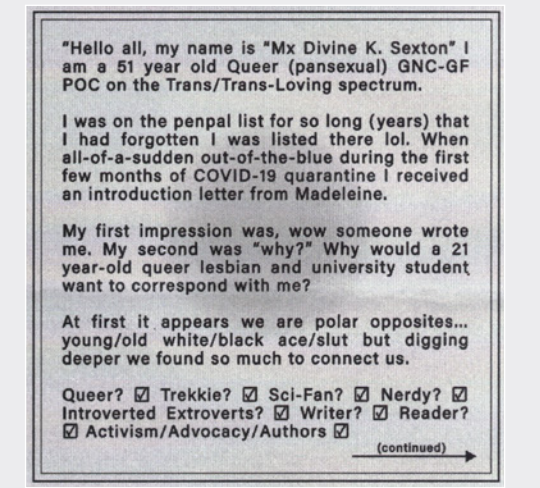 "Hello all, my name is "Mx Divine K. Sexton" I
am a 51 year old Queer (pansexual) GNC-GF
POC on the Trans/Trans-Loving spectrum.
I was on the penpal list for so long (years) that
I had forgotten I was listed there lol. When
all-of-a-sudden out-of-the-blue during the first
few months of COVID-19 quarantine I received
an introduction letter from Madeleine.
My first impression was, wow someone wrote
me. My second was "why?" Why would a 21
year-old queer lesbian and university student
want to correspond with me?
At first it appears we are polar opposites...
young/old white/black ace/slut but digging
deeper we found so much to connect us.
Queer? ☑ Trekkie? ☑ Sci-Fan? ☑ Nerdy? ☑
Introverted Extroverts? ☑ Writer? ☑ Reader?
☑ Activism/Advocacy/Authors ☑
(continued)